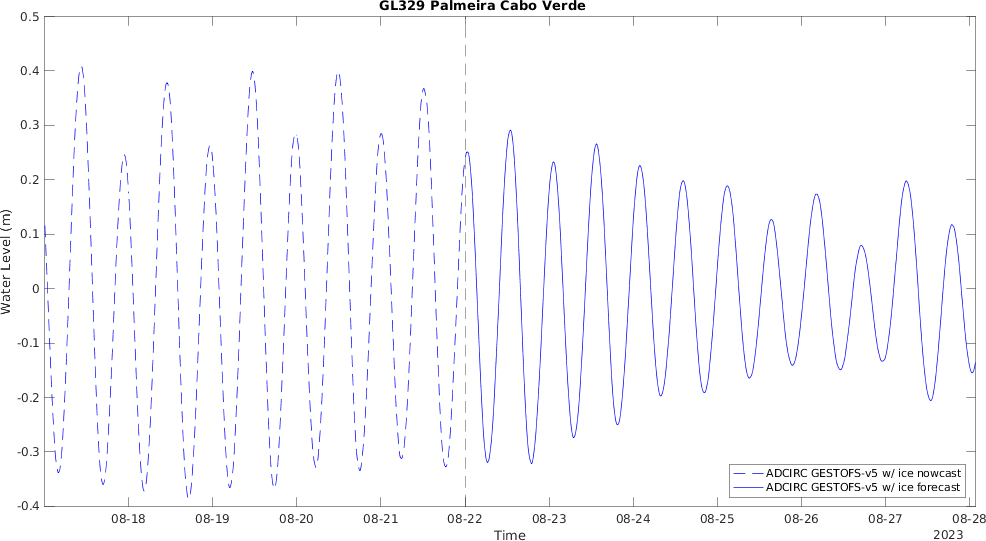 GL329 Palmeira Cabo Verde
0.5
0.4
0.3
0.2
0.1
0
-0.1
-0.2
-0.3
-0.4
Water Level (m)
ADCIRC GESTOFS-v5 w/ ice nowcast
ADCIRC GESTOFS-v5 w/ ice forecast
08-18 08-19 08-20 08-21 08-22 08-23 08-24 08-25 08-26 08-27 08-28
Time
2023